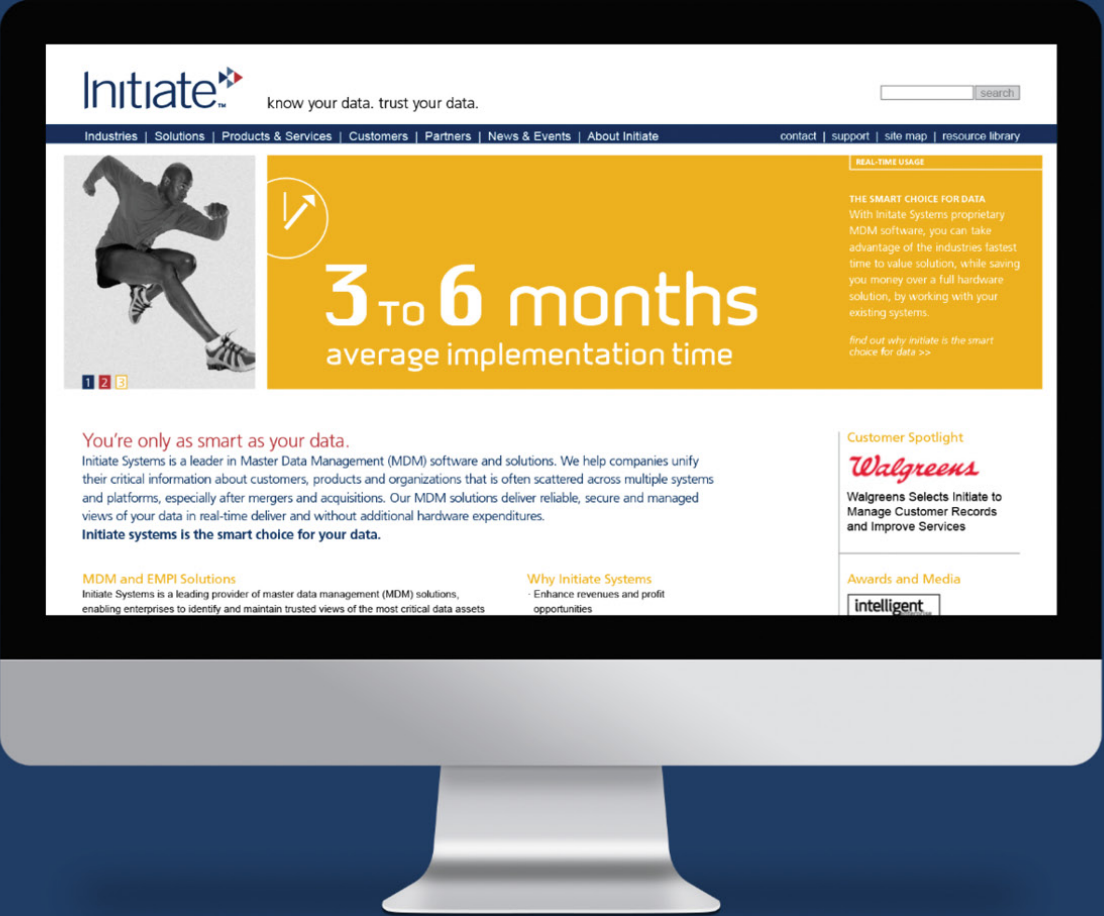 Initiate™
know your data. trust your data.
search
Industries | Solutions | Products & Services | Customers | Partners | News & Events | About Initiate
contact | support | site map | resource library
REAL-TIME USAGE
3 TO 6 months
average implementation time
THE SMART CHOICE FOR DATA
With Initate Systems proprietary
MDM software, you can take
advantage of the industries fastest
time to value solution, while saving
you money over a full hardware
solution, by working with your
existing systems.
find out why initiate is the smart
choice for data >>
1 2 3
You're only as smart as your data.
Initiate Systems is a leader in Master Data Management (MDM) software and solutions. We help companies unify
their critical information about customers, products and organizations that is often scattered across multiple systems
and platforms, especially after mergers and acquisitions. Our MDM solutions deliver reliable, secure and managed
views of your data in real-time deliver and without additional hardware expenditures.
Initiate systems is the smart choice for your data.
MDM and EMPI Solutions
Initiate Systems is a leading provider of master data management (MDM) solutions,
enabling enterprises to identify and maintain trusted views of the most critical data assets
Why Initiate Systems
· Enhance revenues and profit
opportunities
Customer Spotlight
Walgreens
Walgreens Selects Initiate to
Manage Customer Records
and Improve Services
Awards and Media
intelligent